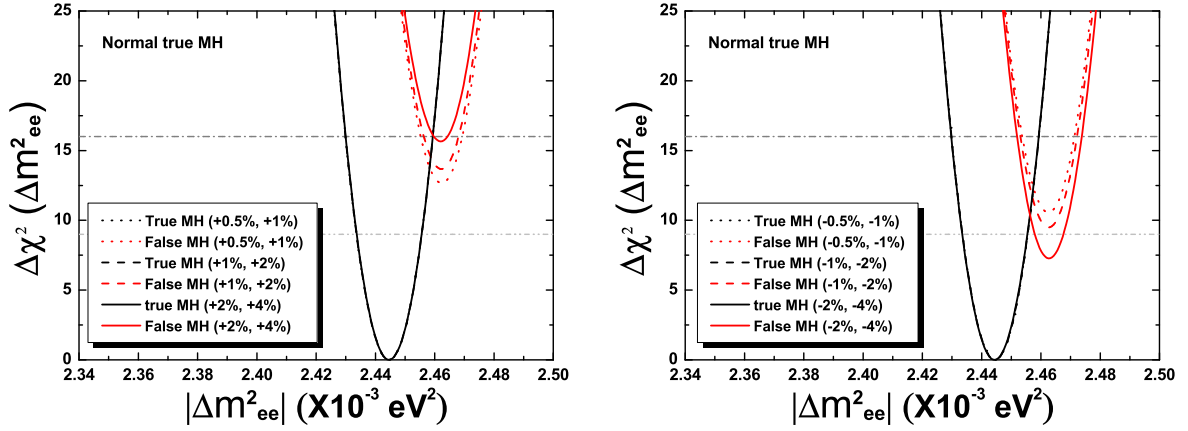 Normal true MH
25
20
15
10
5
0
Δχ² (Δm²ee)
True MH (+0.5%, +1%)
False MH (+0.5%, +1%)
True MH (+1%, +2%)
False MH (+1%, +2%)
true MH (+2%, +4%)
False MH (+2%, +4%)
2.34 2.36 2.38 2.40 2.42 2.44 2.46 2.48 2.50
|Δm²ee| (X10⁻³ eV²)
Normal true MH
25
20
15
10
5
0
Δχ² (Δm²ee)
True MH (-0.5%, -1%)
False MH (-0.5%, -1%)
True MH (-1%, -2%)
False MH (-1%, -2%)
true MH (-2%, -4%)
False MH (-2%, -4%)
2.34 2.36 2.38 2.40 2.42 2.44 2.46 2.48 2.50
|Δm²ee| (X10⁻³ eV²)